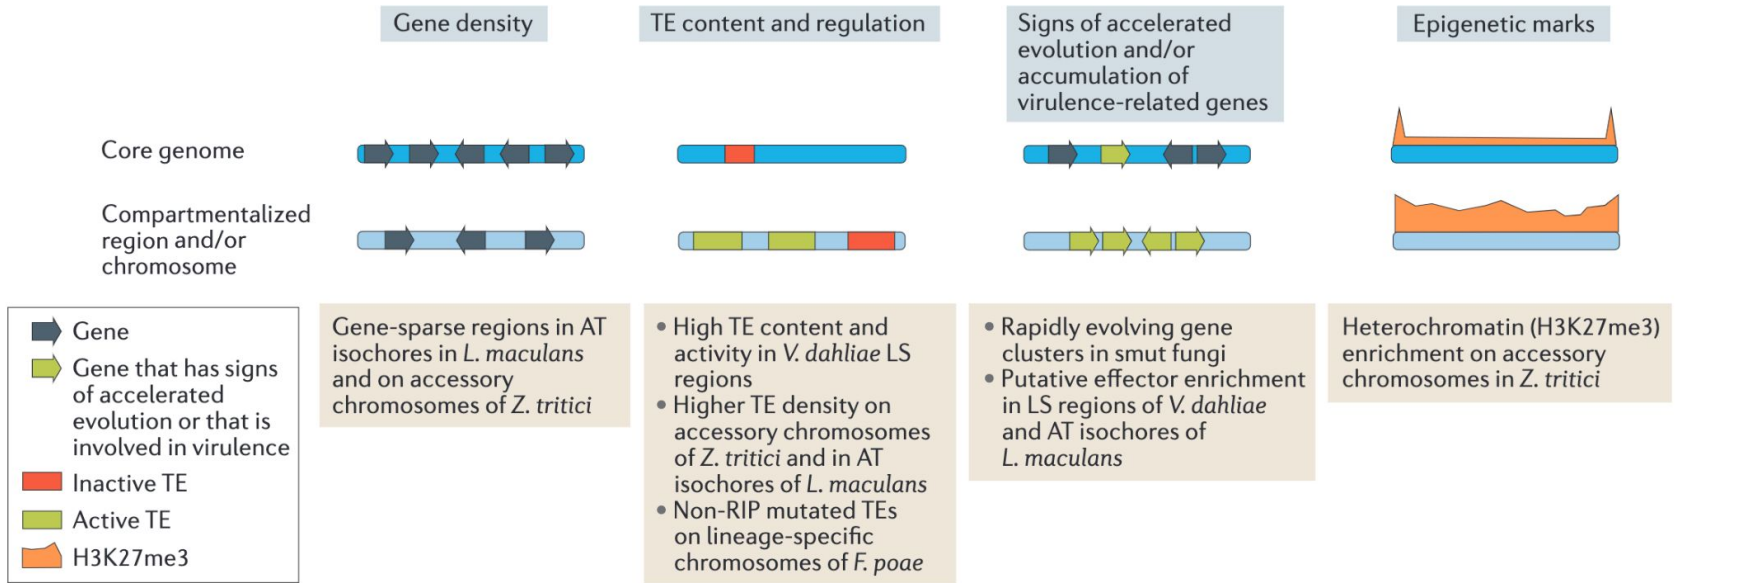 Gene density
TE content and regulation
Signs of accelerated
evolution and/or
accumulation of
virulence-related genes
Epigenetic marks
Core genome
Compartmentalized
region and/or
chromosome
Gene
Gene that has signs
of accelerated
evolution or that is
involved in virulence
Inactive TE
Active TE
H3K27me3
Gene-sparse regions in AT
isochores in L. maculans
and on accessory
chromosomes of Z. tritici
• High TE content and
activity in V. dahliae LS
regions
• Higher TE density on
accessory chromosomes
of Z. tritici and in AT
isochores of L. maculans
• Non-RIP mutated TEs
on lineage-specific
chromosomes of F. poae
• Rapidly evolving gene
clusters in smut fungi
• Putative effector enrichment
in LS regions of V. dahliae
and AT isochores of
L. maculans
Heterochromatin (H3K27me3)
enrichment on accessory
chromosomes in Z. tritici